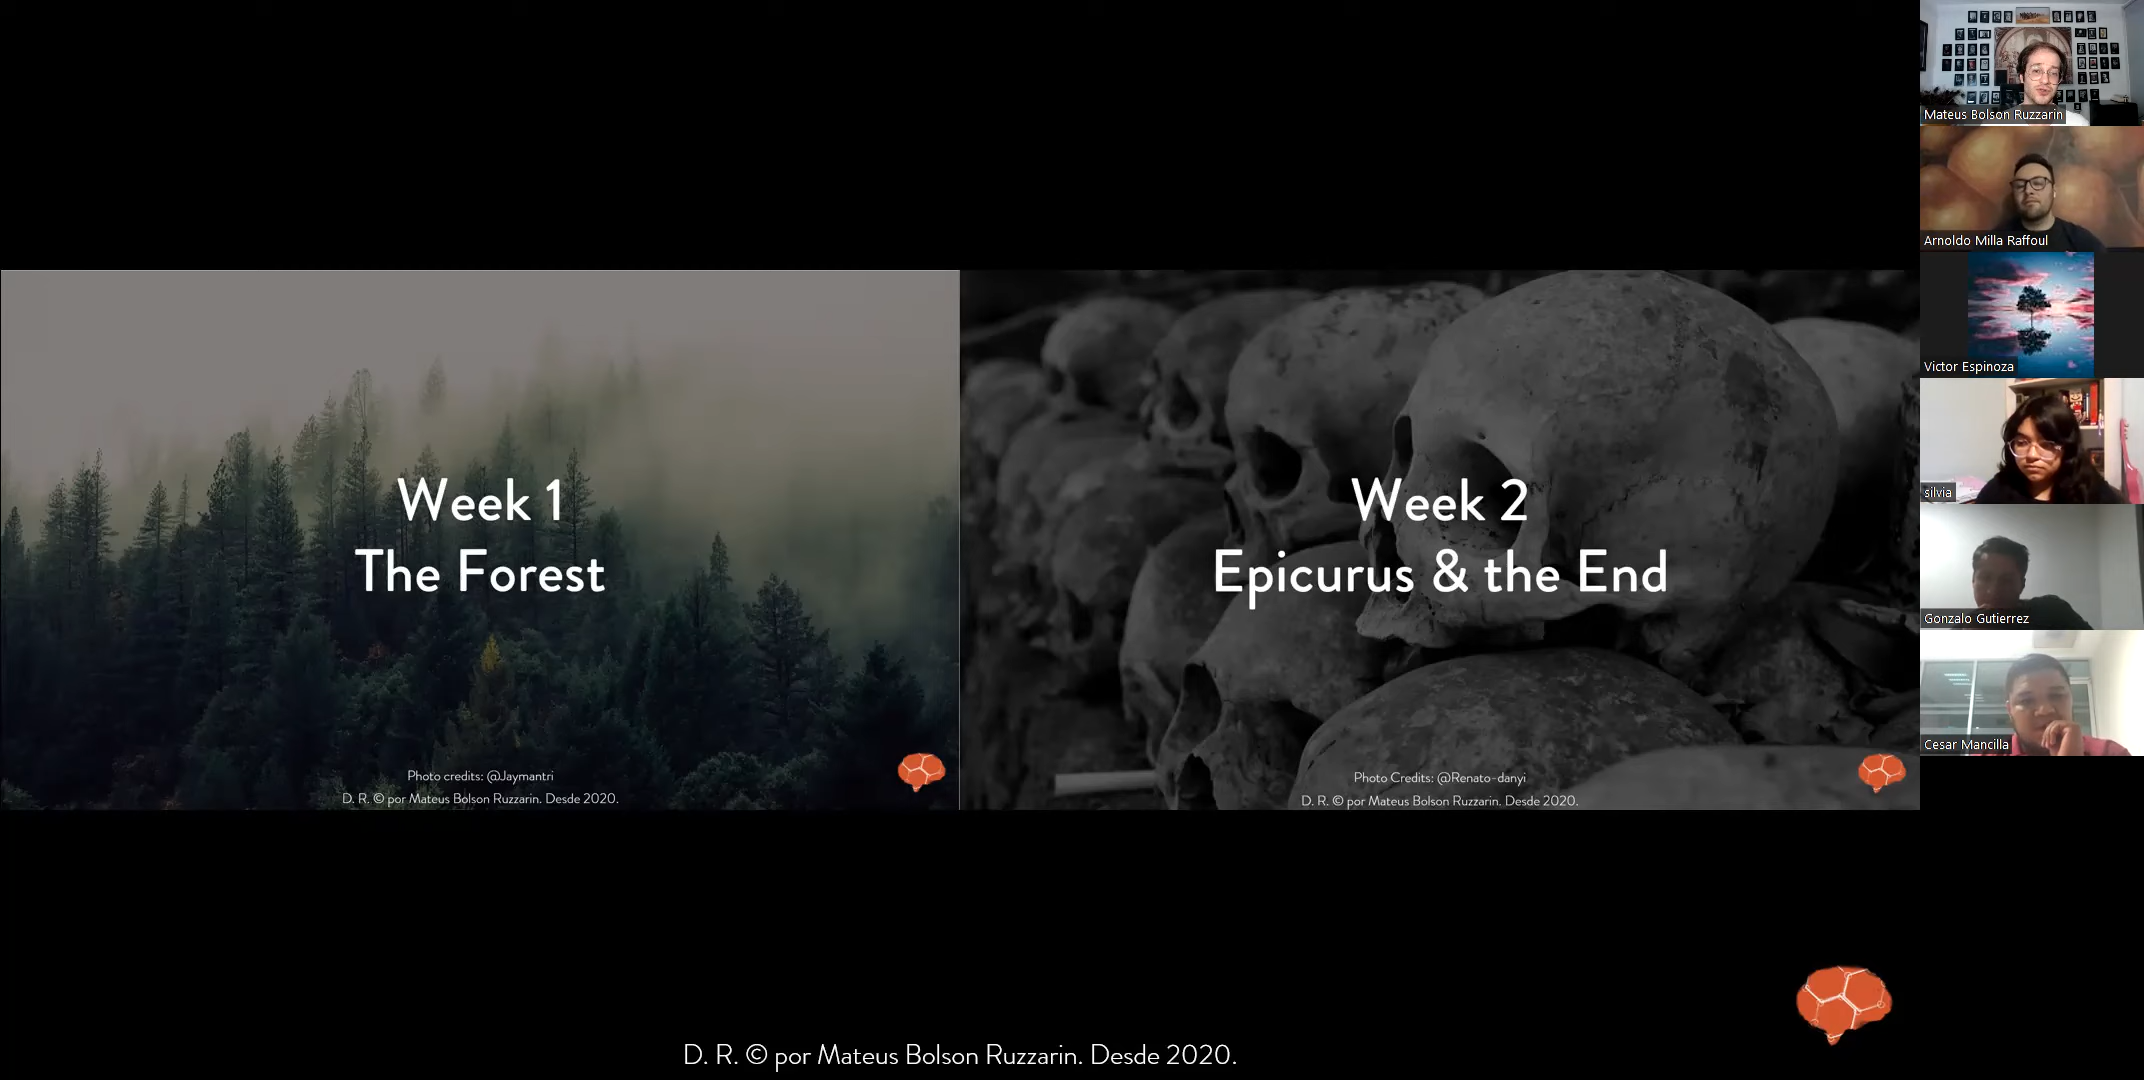 Week 1
The Forest
Photo credits: @Jaymantri
D. R. © por Mateus Bolson Ruzzarin. Desde 2020.
Week 2
Epicurus & the End
Photo Credits: @Renato-danyi
D. R. © por Mateus Bolson Ruzzarin. Desde 2020.
D. R. © por Mateus Bolson Ruzzarin. Desde 2020.
Mateus Bolson Ruzzarin
Arnoldo Milla Raffoul
Victor Espinoza
silvia
Gonzalo Gutierrez
Cesar Mancilla